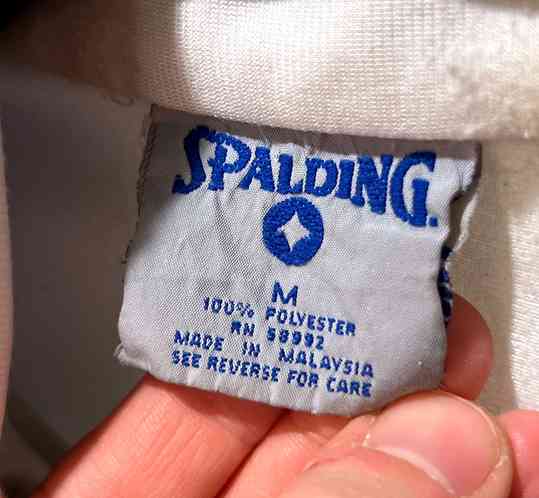 SPALDING.
M
100% POLYESTER
RN 58992
MADE IN MALAYSIA
SEE REVERSE FOR CARE